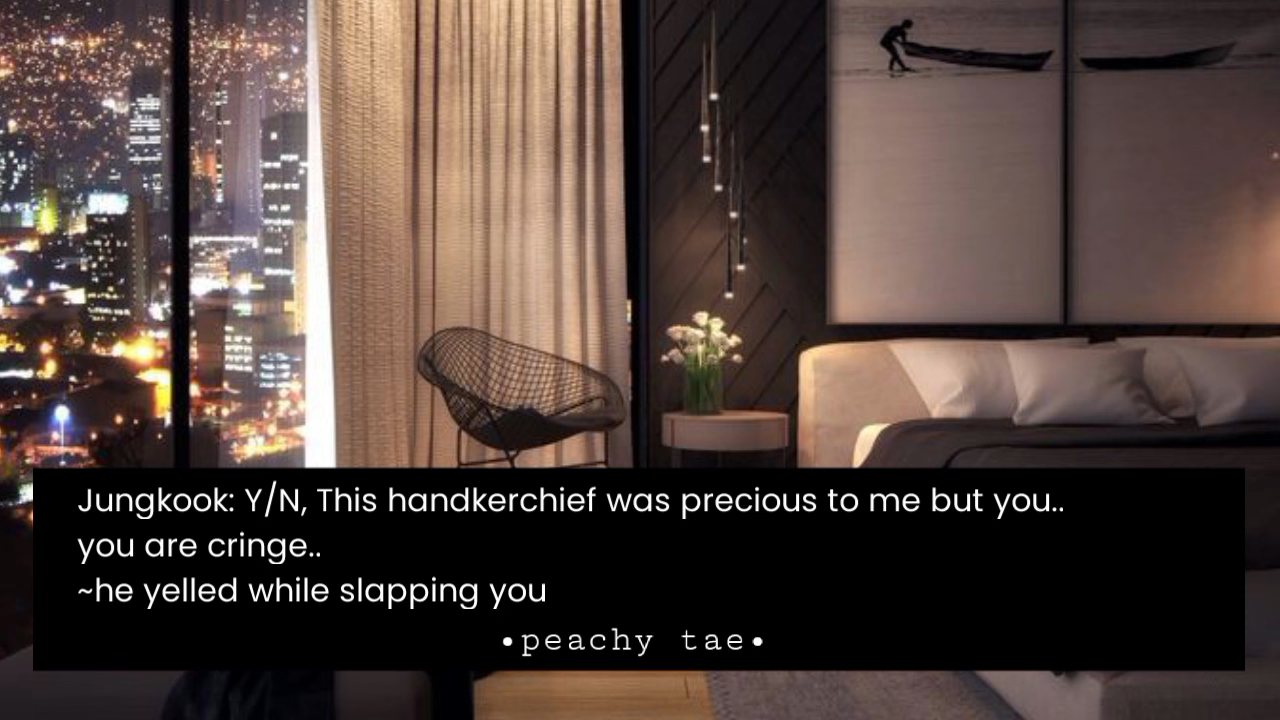 Jungkook: Y/N, This handkerchief was precious to me but you..
you are cringe..
~he yelled while slapping you
•peachy tae•